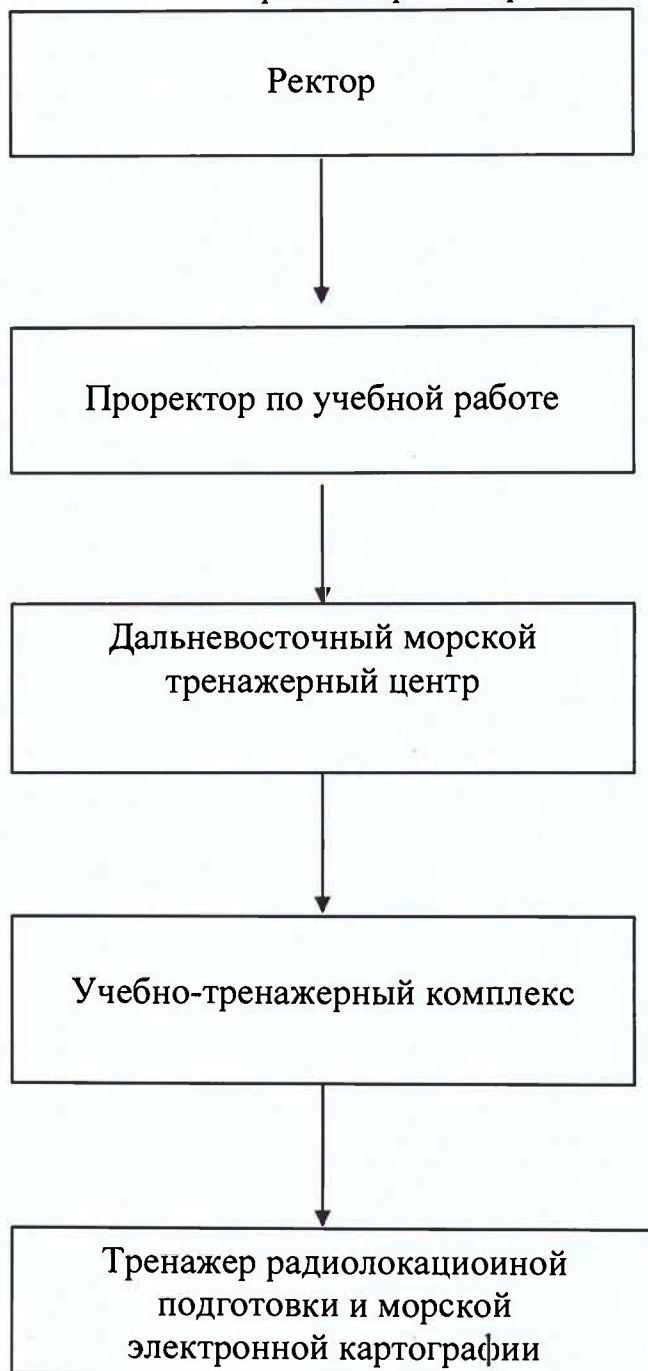 Ректор
Проректор по учебной работе
Дальневосточный морской
тренажерный центр
Учебно-тренажерный комплекс
Тренажер радиолокациоиной
подготовки и морской
электронной картографии